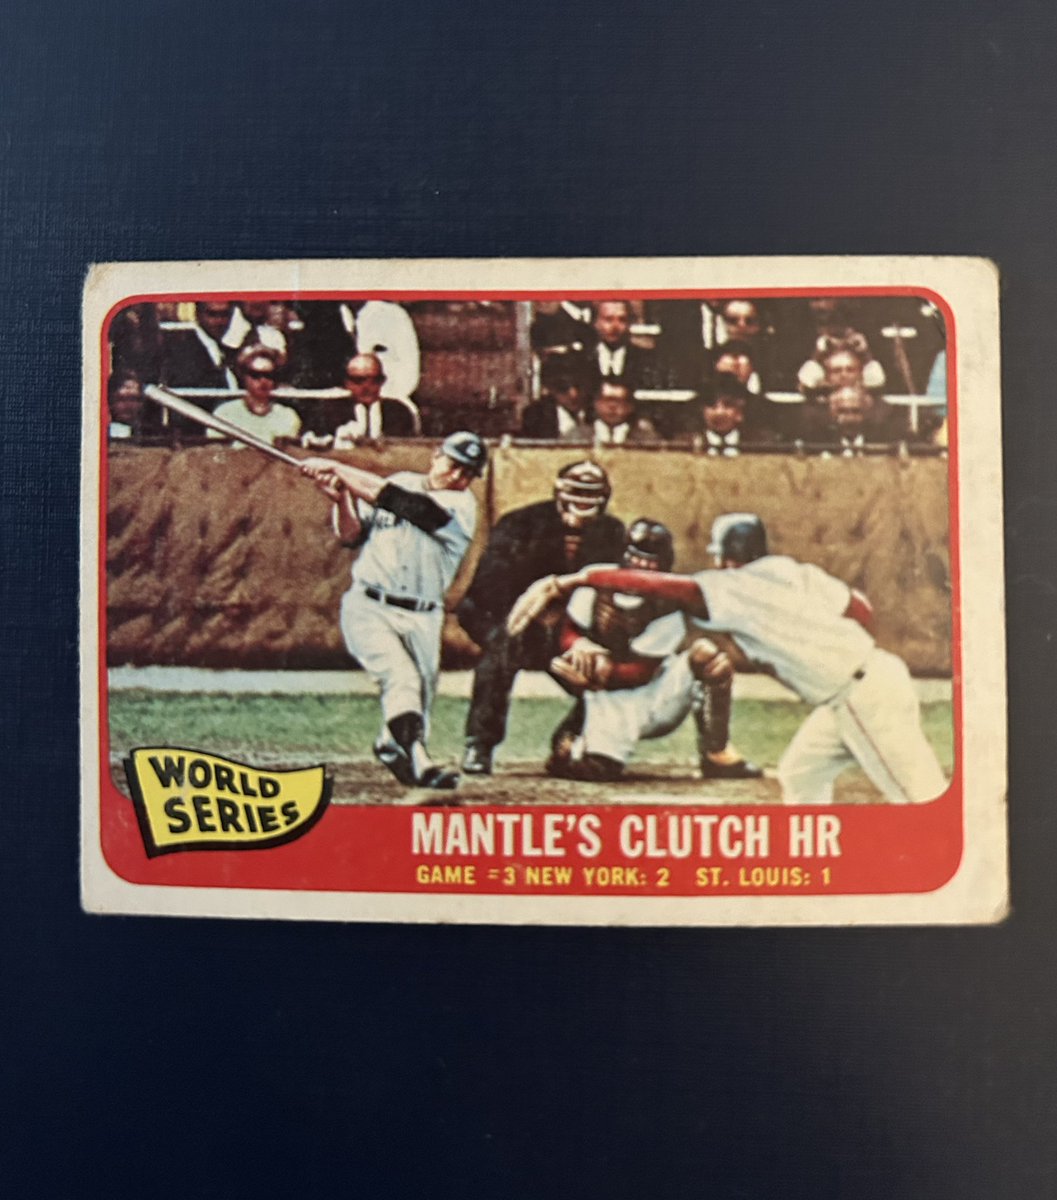 WORLD
SERIES
MANTLE'S CLUTCH HR
GAME =3 NEW YORK: 2 ST. LOUIS: 1